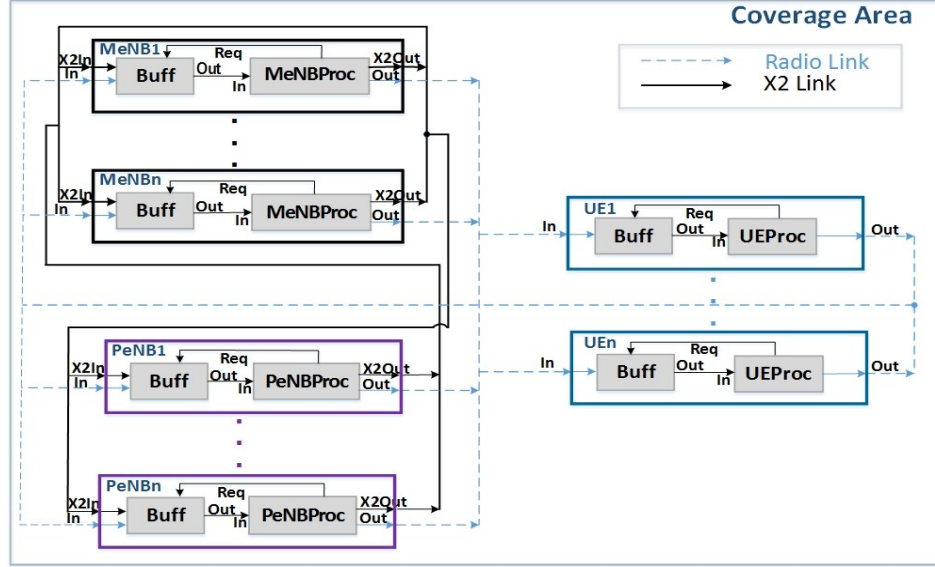 Coverage Area
Radio Link
X2 Link
MeNB1
X2In
In
Buff
Req
Out
In
MeNBProc
X2Out
Out
MeNBn
X2In
In
Buff
Req
Out
In
MeNBProc
X2Out
Out
UE1
In
Buff
Req
Out
In
UEProc
Out
UEn
In
Buff
Req
Out
In
UEProc
Out
PeNB1
X2In
In
Buff
Req
Out
In
PeNBProc
X2Out
Out
PeNBn
X2In
In
Buff
Req
Out
In
PeNBProc
X2Out
Out